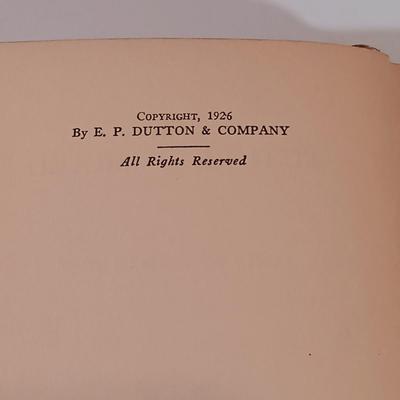 Copyright, 1926
By E. P. DUTTON & COMPANY
All Rights Reserved